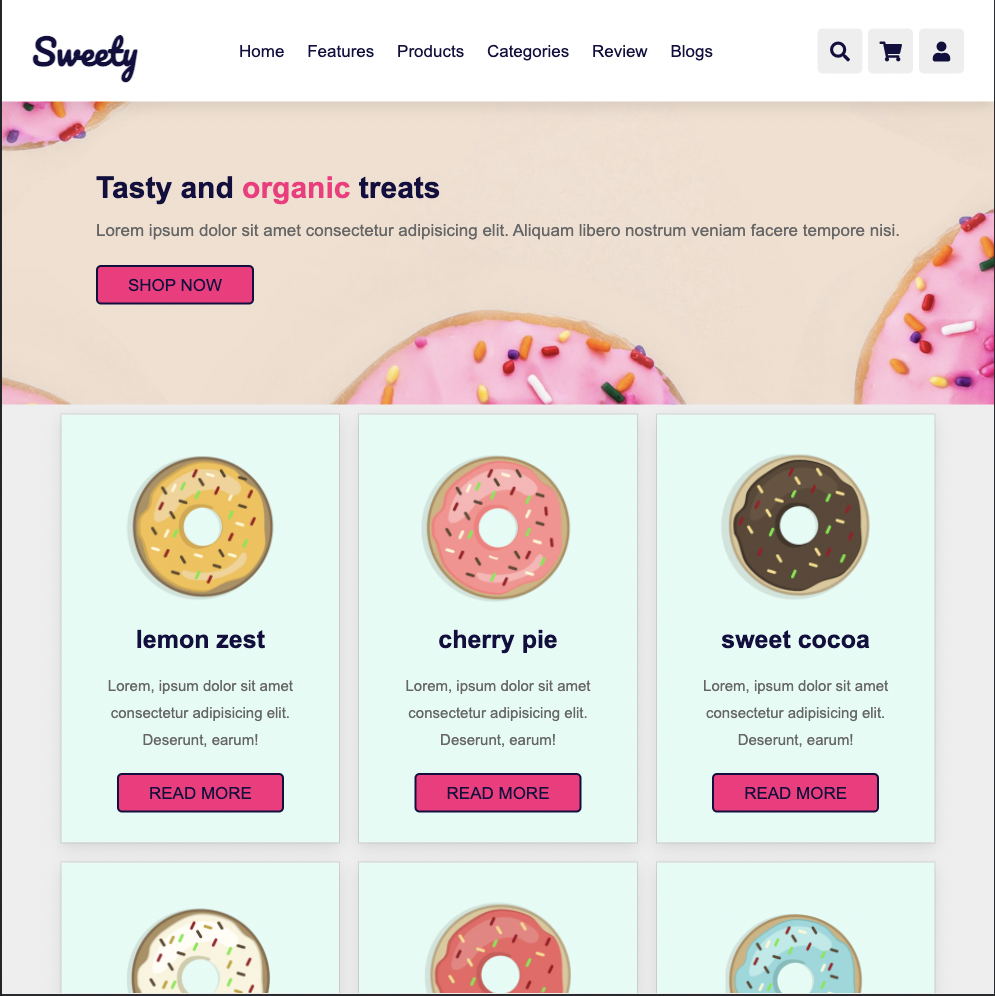 Sweety
Home Features Products Categories Review Blogs
Tasty and organic treats
Lorem ipsum dolor sit amet consectetur adipisicing elit. Aliquam libero nostrum veniam facere tempore nisi.
SHOP NOW
lemon zest
Lorem, ipsum dolor sit amet
consectetur adipisicing elit.
Deserunt, earum!
READ MORE
cherry pie
Lorem, ipsum dolor sit amet
consectetur adipisicing elit.
Deserunt, earum!
READ MORE
sweet cocoa
Lorem, ipsum dolor sit amet
consectetur adipisicing elit.
Deserunt, earum!
READ MORE